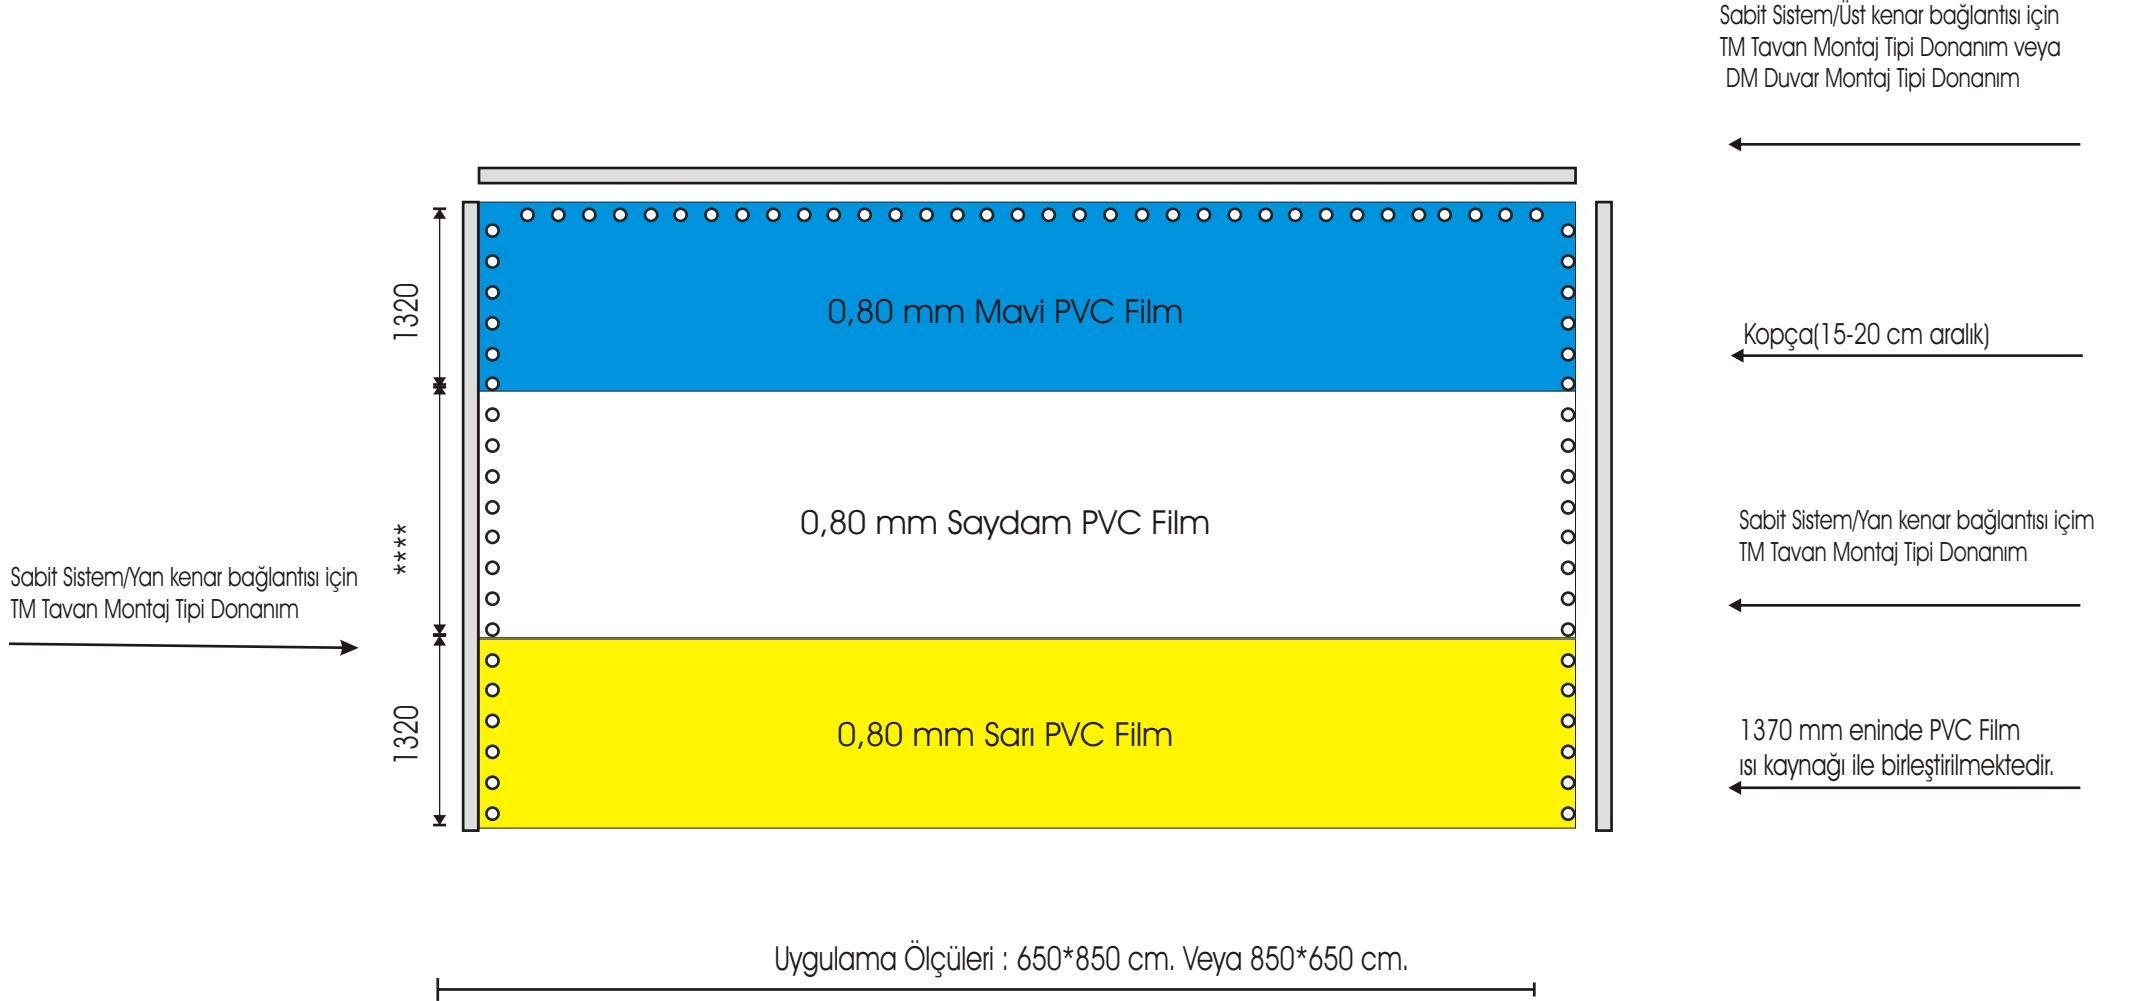 Sabit Sistem/Üst kenar bağlantısı için
TM Tavan Montaj Tipi Donanım veya
DM Duvar Montaj Tipi Donanım
1320
0,80 mm Mavi PVC Film
Kopça(15-20 cm aralık)
****
0,80 mm Saydam PVC Film
Sabit Sistem/Yan kenar bağlantısı içim
TM Tavan Montaj Tipi Donanım
Sabit Sistem/Yan kenar bağlantısı için
TM Tavan Montaj Tipi Donanım
1320
0,80 mm Sarı PVC Film
1370 mm eninde PVC Film
ısı kaynağı ile birleştirilmektedir.
Uygulama Ölçüleri : 650*850 cm. Veya 850*650 cm.